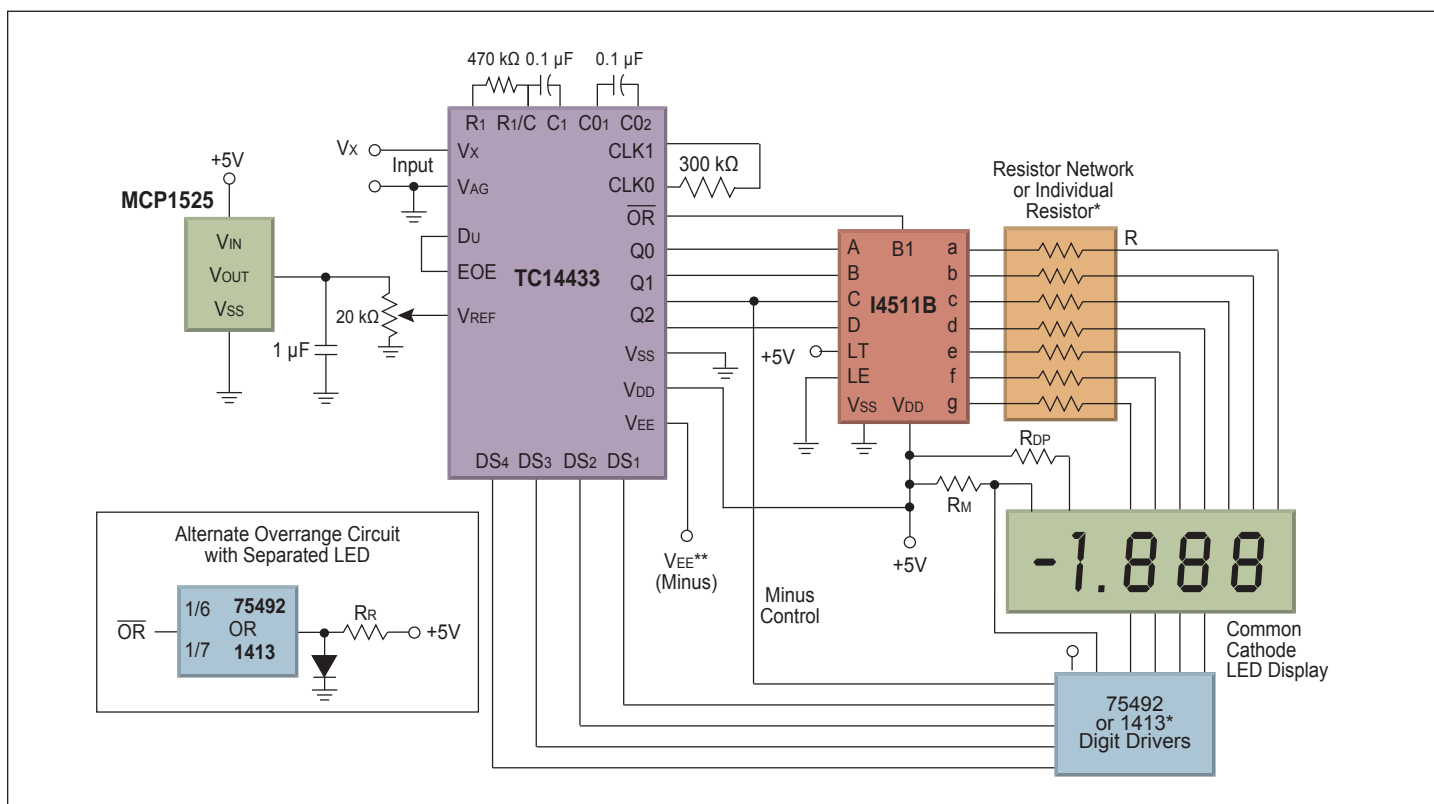 470 kΩ 0.1 µF
0.1 µF
R1 R1/C C1 C01 C02
VX
VX
Input
VAG
CLK1
300 kΩ
CLK0
OR
+5V
MCP1525
VIN
VOUT
VSS
DU
EOE
TC14433
Q0
Q1
Q2
20 kΩ
VREF
1 µF
VSS
VDD
VEE
DS4 DS3 DS2 DS1
Resistor Network
or Individual
Resistor*
R
A B1 a
B b
C I4511B c
D d
+5V
LT e
LE f
VSS VDD g
RDP
RM
+5V
VEE**
(Minus)
Minus
Control
-1.888
Common
Cathode
LED Display
75492
or 1413*
Digit Drivers
Alternate Overrange Circuit
with Separated LED
OR
1/6 75492
OR
1/7 1413
RR
+5V